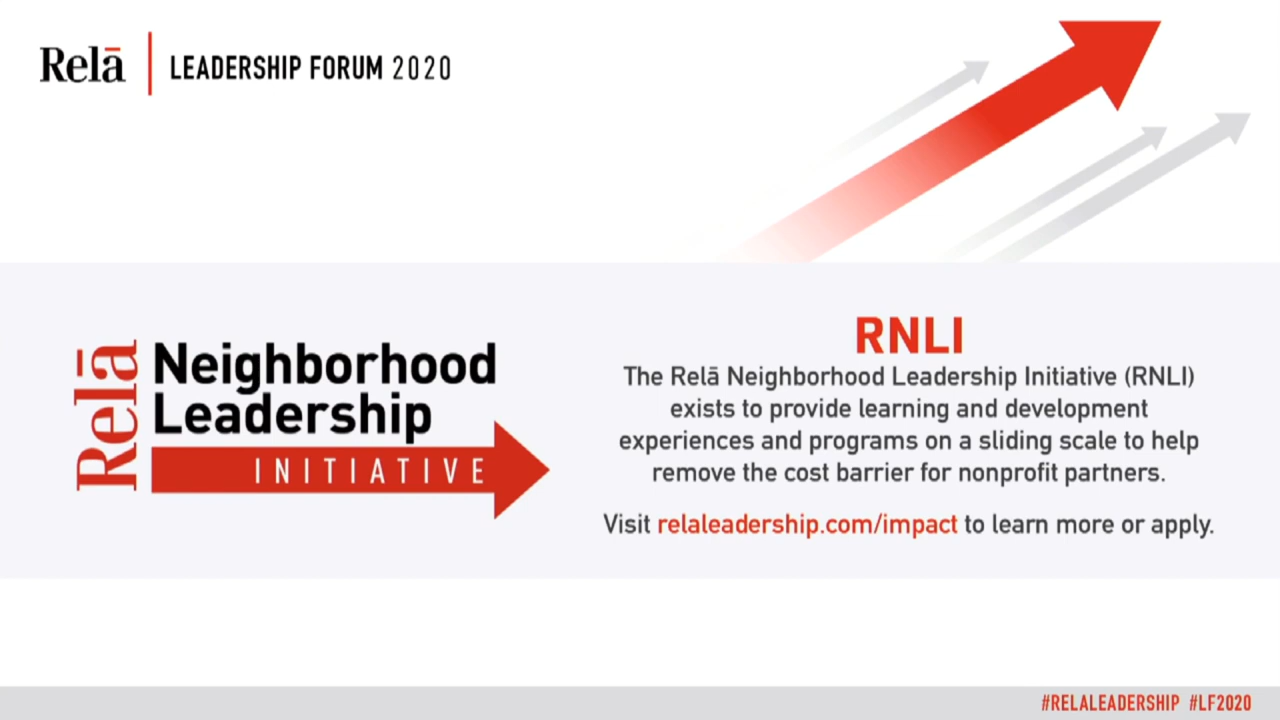 Relā LEADERSHIP FORUM 2020
Relā
Neighborhood
Leadership
INITIATIVE
RNLI
The Relā Neighborhood Leadership Initiative (RNLI)
exists to provide learning and development
experiences and programs on a sliding scale to help
remove the cost barrier for nonprofit partners.
Visit relaleadership.com/impact to learn more or apply.
#RELALEADERSHIP #LF2020